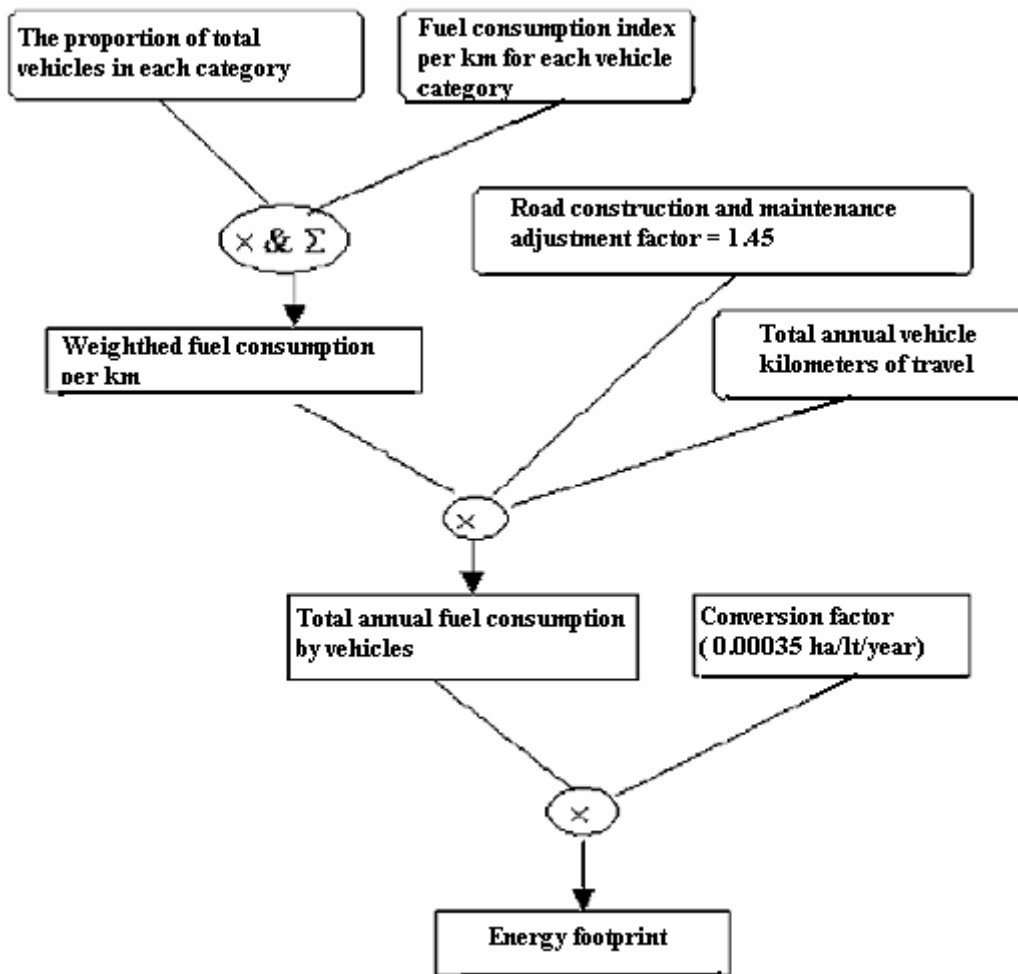 The proportion of total
vehicles in each category
Fuel consumption index
per km for each vehicle
category
× & Σ
Road construction and maintenance
adjustment factor = 1.45
Weighthed fuel consumption
per km
Total annual vehicle
kilometers of travel
×
Total annual fuel consumption
by vehicles
Conversion factor
( 0.00035 ha/lt/year)
×
Energy footprint